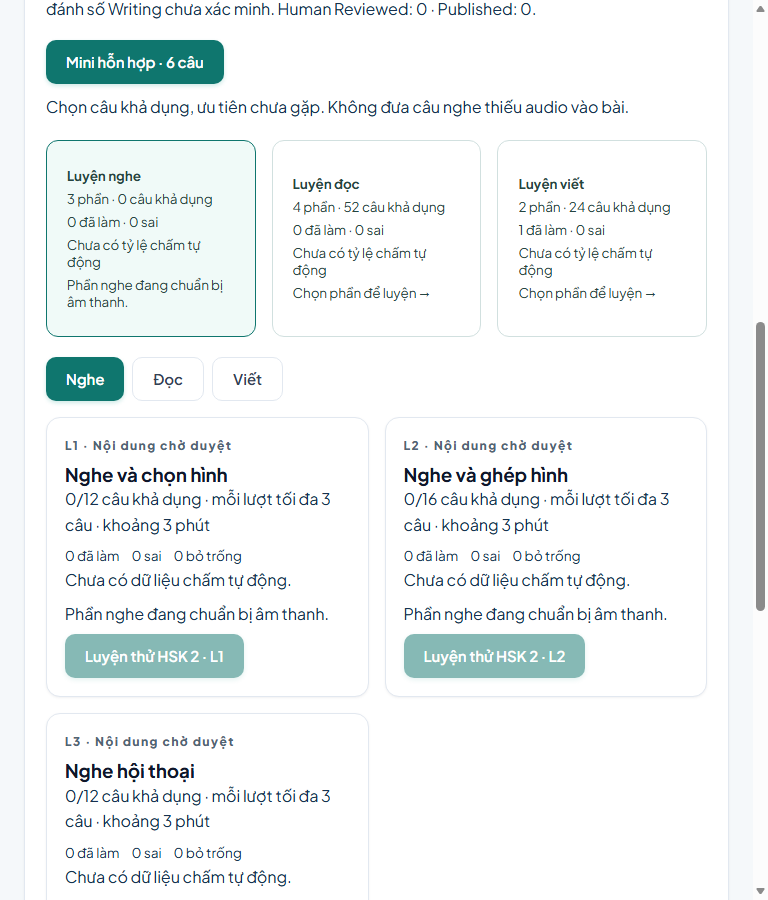 đánh số Writing chưa xác minh. Human Reviewed: 0 · Published: 0.
Mini hỗn hợp · 6 câu
Chọn câu khả dụng, ưu tiên chưa gặp. Không đưa câu nghe thiếu audio vào bài.
Luyện nghe
3 phần · 0 câu khả dụng
0 đã làm · 0 sai
Chưa có tỷ lệ chấm tự
động
Phần nghe đang chuẩn bị
âm thanh.
Luyện đọc
4 phần · 52 câu khả dụng
0 đã làm · 0 sai
Chưa có tỷ lệ chấm tự
động
Chọn phần để luyện →
Luyện viết
2 phần · 24 câu khả dụng
1 đã làm · 0 sai
Chưa có tỷ lệ chấm tự
động
Chọn phần để luyện →
Nghe
Đọc
Viết
L1 · Nội dung chờ duyệt
Nghe và chọn hình
0/12 câu khả dụng · mỗi lượt tối đa 3
câu · khoảng 3 phút
0 đã làm 0 sai 0 bỏ trống
Chưa có dữ liệu chấm tự động.
Phần nghe đang chuẩn bị âm thanh.
Luyện thử HSK 2 · L1
L2 · Nội dung chờ duyệt
Nghe và ghép hình
0/16 câu khả dụng · mỗi lượt tối đa 3
câu · khoảng 3 phút
0 đã làm 0 sai 0 bỏ trống
Chưa có dữ liệu chấm tự động.
Phần nghe đang chuẩn bị âm thanh.
Luyện thử HSK 2 · L2
L3 · Nội dung chờ duyệt
Nghe hội thoại
0/12 câu khả dụng · mỗi lượt tối đa 3
câu · khoảng 3 phút
0 đã làm 0 sai 0 bỏ trống
Chưa có dữ liệu chấm tự động.